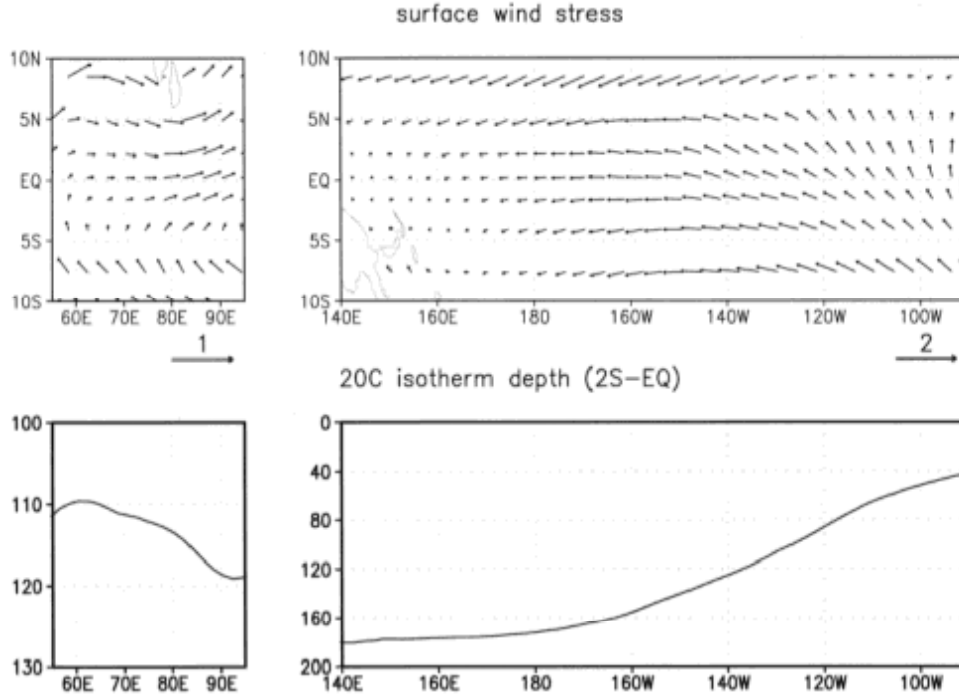 surface wind stress
10N
5N
EQ
5S
10S
60E 70E 80E 90E
1
10N
5N
EQ
5S
10S
140E 160E 180 160W 140W 120W 100W
2
20C isotherm depth (2S-EQ)
100
110
120
130
60E 70E 80E 90E
0
40
80
120
160
200
140E 160E 180 160W 140W 120W 100W